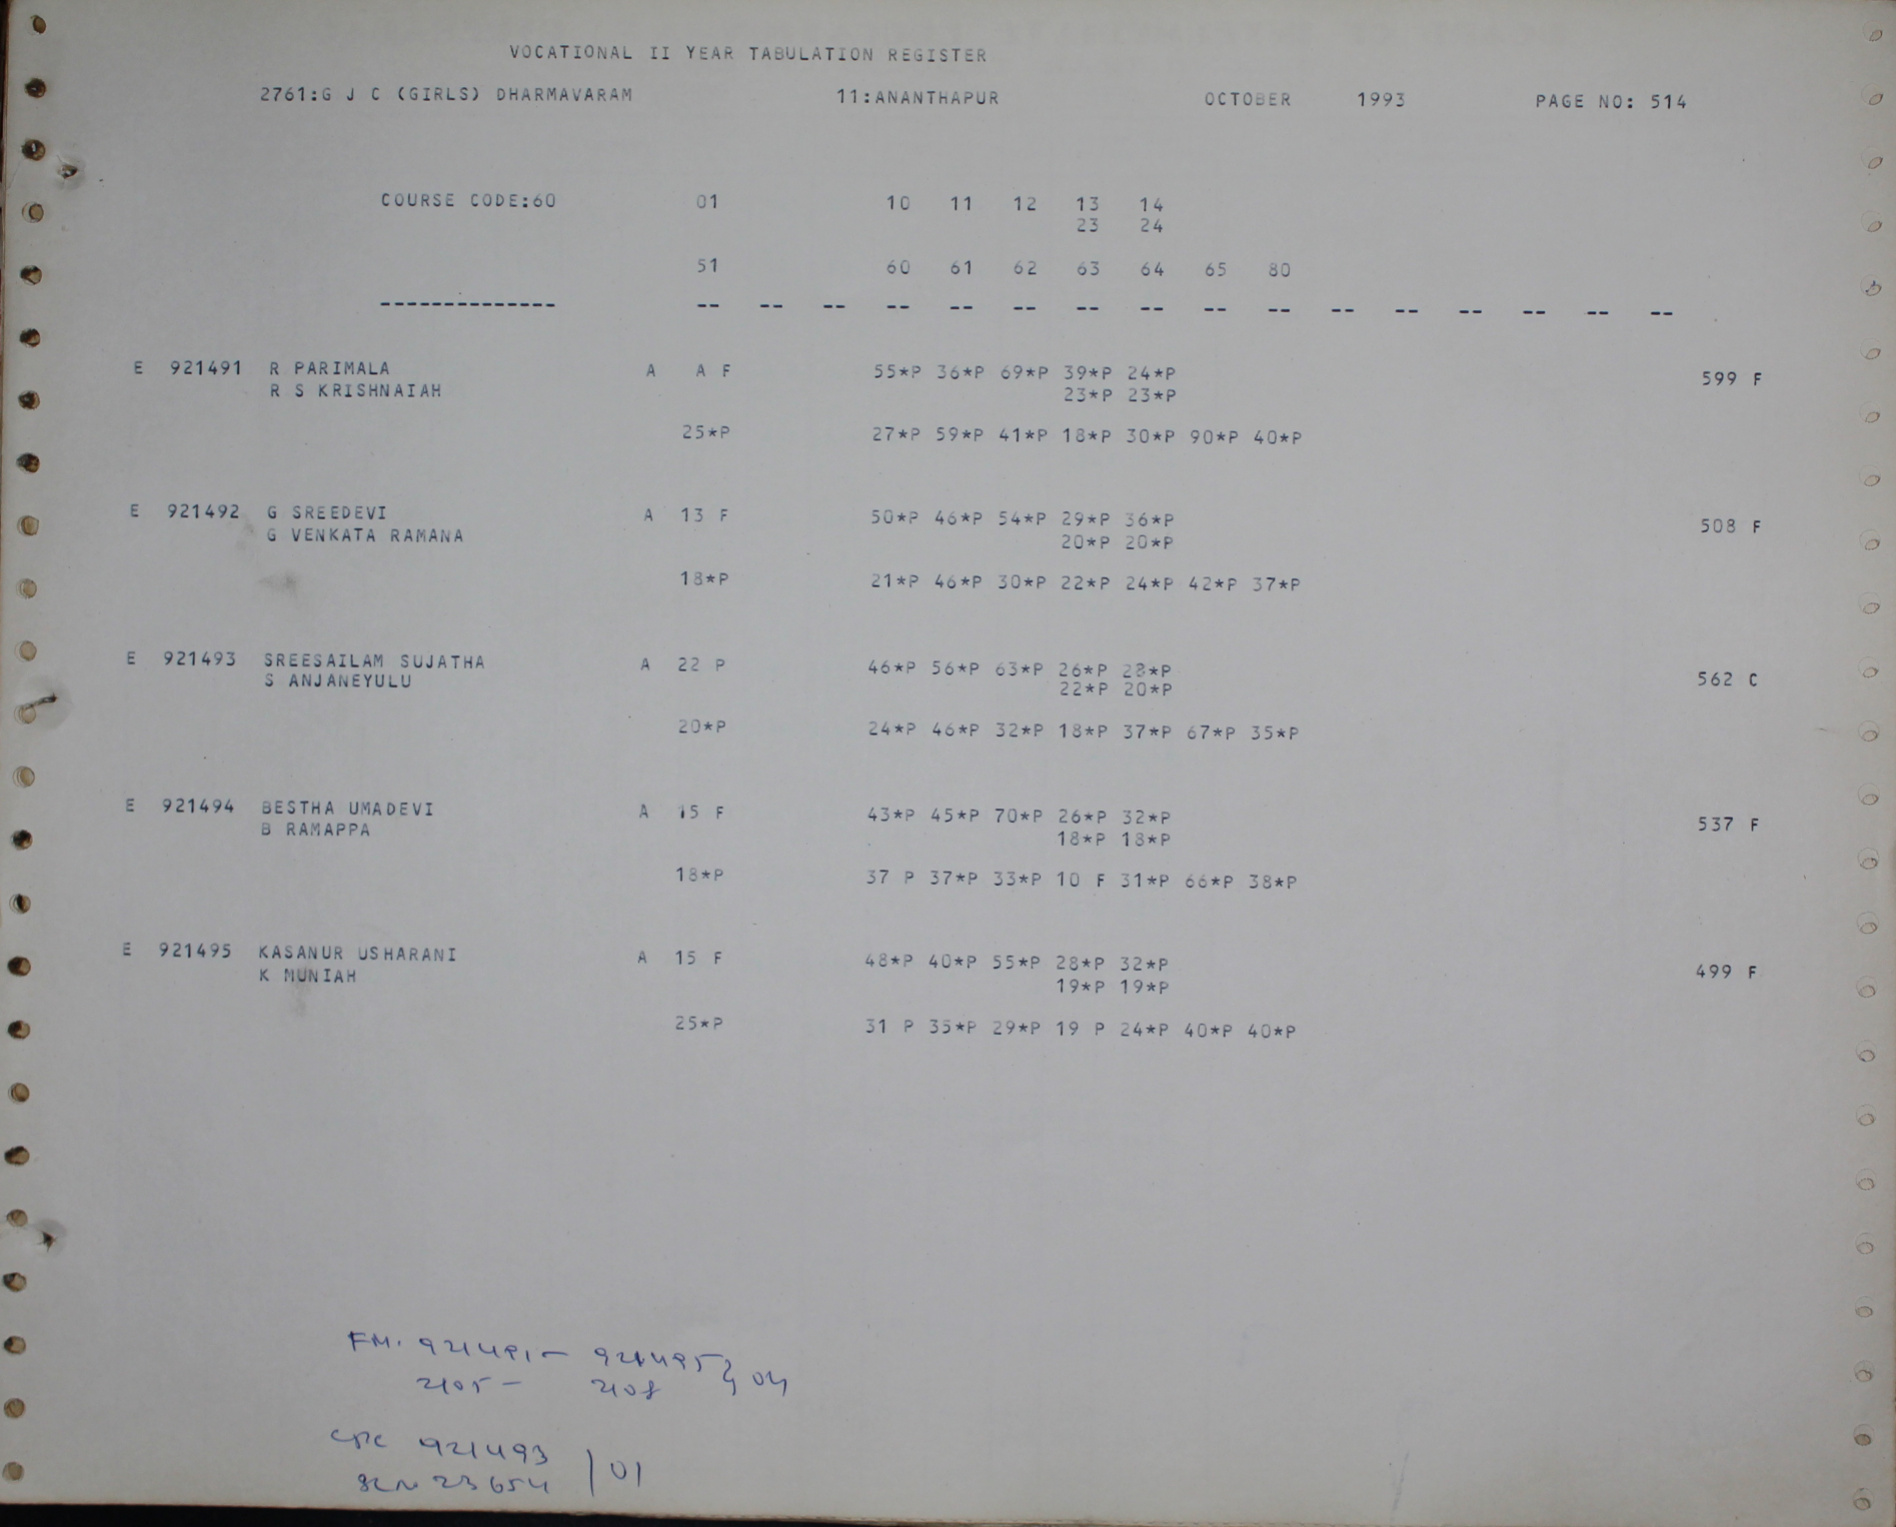 VOCATIONAL II YEAR TABULATION REGISTER
2761:G J C (GIRLS) DHARMAVARAM 11:ANANTHAPUR OCTOBER 1993 PAGE NO: 514
COURSE CODE:60 01 10 11 12 13 14
23 24
51 60 61 62 63 64 65 80
-------------- -- -- -- -- -- -- -- -- -- -- -- -- -- -- -- --
E 921491 R PARIMALA A A F 55*P 36*P 69*P 39*P 24*P 599 F
R S KRISHNAIAH 23*P 23*P
25*P 27*P 59*P 41*P 18*P 30*P 90*P 40*P
E 921492 G SREEDEVI A 13 F 50*P 46*P 54*P 29*P 36*P 508 F
G VENKATA RAMANA 20*P 20*P
18*P 21*P 46*P 30*P 22*P 24*P 42*P 37*P
E 921493 SREESAILAM SUJATHA A 22 P 46*P 56*P 63*P 26*P 28*P 562 C
S ANJANEYULU 22*P 20*P
20*P 24*P 46*P 32*P 18*P 37*P 67*P 35*P
E 921494 BESTHA UMADEVI A 15 F 43*P 45*P 70*P 26*P 32*P 537 F
B RAMAPPA 18*P 18*P
18*P 37 P 37*P 33*P 10 F 31*P 66*P 38*P
E 921495 KASANUR USHARANI A 15 F 48*P 40*P 55*P 28*P 32*P 499 F
K MUNIAH 19*P 19*P
25*P 31 P 35*P 29*P 19 P 24*P 40*P 40*P
FM. 921491 - 921495 } 04
2105 - 2108
921493 / 01
23654